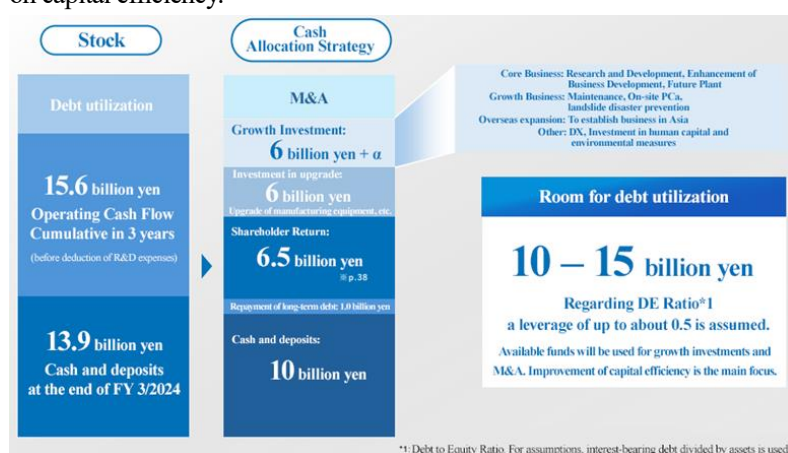 on capital efficiency.
Stock
Debt utilization
15.6 billion yen
Operating Cash Flow
Cumulative in 3 years
(before deduction of R&D expenses)
13.9 billion yen
Cash and deposits
at the end of FY 3/2024
Cash
Allocation Strategy
M&A
Growth Investment:
6 billion yen + α
Investment in upgrade:
6 billion yen
Upgrade of manufacturing equipment, etc.
Shareholder Return:
6.5 billion yen
※p.38
Repayment of long-term debt: 1.0 billion yen
Cash and deposits:
10 billion yen
Core Business: Research and Development, Enhancement of
Business Development, Future Plant
Growth Business: Maintenance, On-site PCa,
landslide disaster prevention
Overseas expansion: To establish business in Asia
Other: DX, Investment in human capital and
environmental measures
Room for debt utilization
10 – 15 billion yen
Regarding DE Ratio*1
a leverage of up to about 0.5 is assumed.
Available funds will be used for growth investments and
M&A. Improvement of capital efficiency is the main focus.
*1: Debt to Equity Ratio. For assumptions, interest-bearing debt divided by assets is used